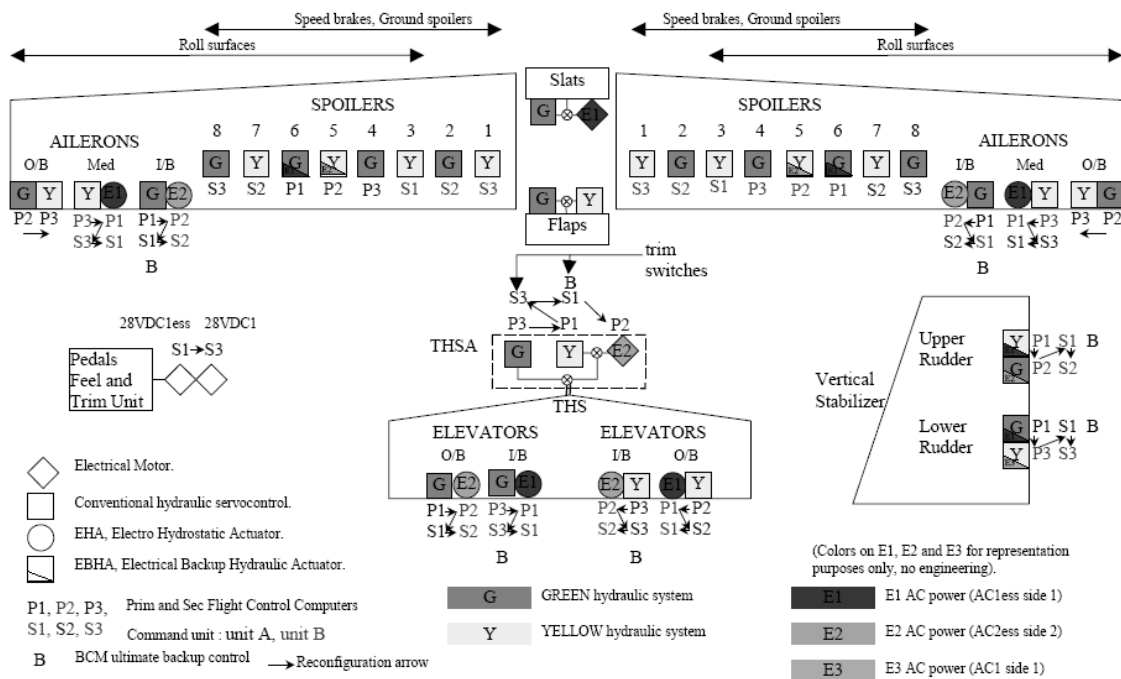 Speed brakes, Ground spoilers
Speed brakes, Ground spoilers
Roll surfaces
Roll surfaces
Slats
G E1
SPOILERS
8 7 6 5 4 3 2 1
G Y G Y G Y G Y
S3 S2 P1 P2 P3 S1 S2 S3
AILERONS
O/B Med I/B
G Y Y E1 G E2
P2 P3 P3 P1 P1 P2
S3 S1 S1 S2
B
SPOILERS
1 2 3 4 5 6 7 8
Y G Y G Y G Y G
S3 S2 S1 P3 P2 P1 S2 S3
AILERONS
I/B Med O/B
E2 G E1 Y Y G
P2 P1 P1 P3 P3 P2
S2 S1 S1 S3
B
G Y
Flaps
trim
switches
B
S3 S1
P3 P1 P2
THSA
G Y E2
THS
28VDC1ess 28VDC1
S1 S3
Pedals
Feel and
Trim Unit
Upper
Rudder
Y P1 S1 B
G P2 S2
Vertical
Stabilizer
Lower
Rudder
G P1 S1 B
Y P3 S3
ELEVATORS ELEVATORS
O/B I/B I/B O/B
G E2 G E1 E2 Y E1 Y
P1 P2 P3 P1 P2 P3 P1 P2
S1 S2 S3 S1 S2 S3 S1 S2
B B
Electrical Motor.
Conventional hydraulic servocontrol.
EHA, Electro Hydrostatic Actuator.
EBHA, Electrical Backup Hydraulic Actuator.
P1, P2, P3, Prim and Sec Flight Control Computers
S1, S2, S3 Command unit : unit A, unit B
B BCM ultimate backup control Reconfiguration arrow
G GREEN hydraulic system
Y YELLOW hydraulic system
(Colors on E1, E2 and E3 for representation
purposes only, no engineering).
E1 E1 AC power (AC1ess side 1)
E2 E2 AC power (AC2ess side 2)
E3 E3 AC power (AC1 side 1)